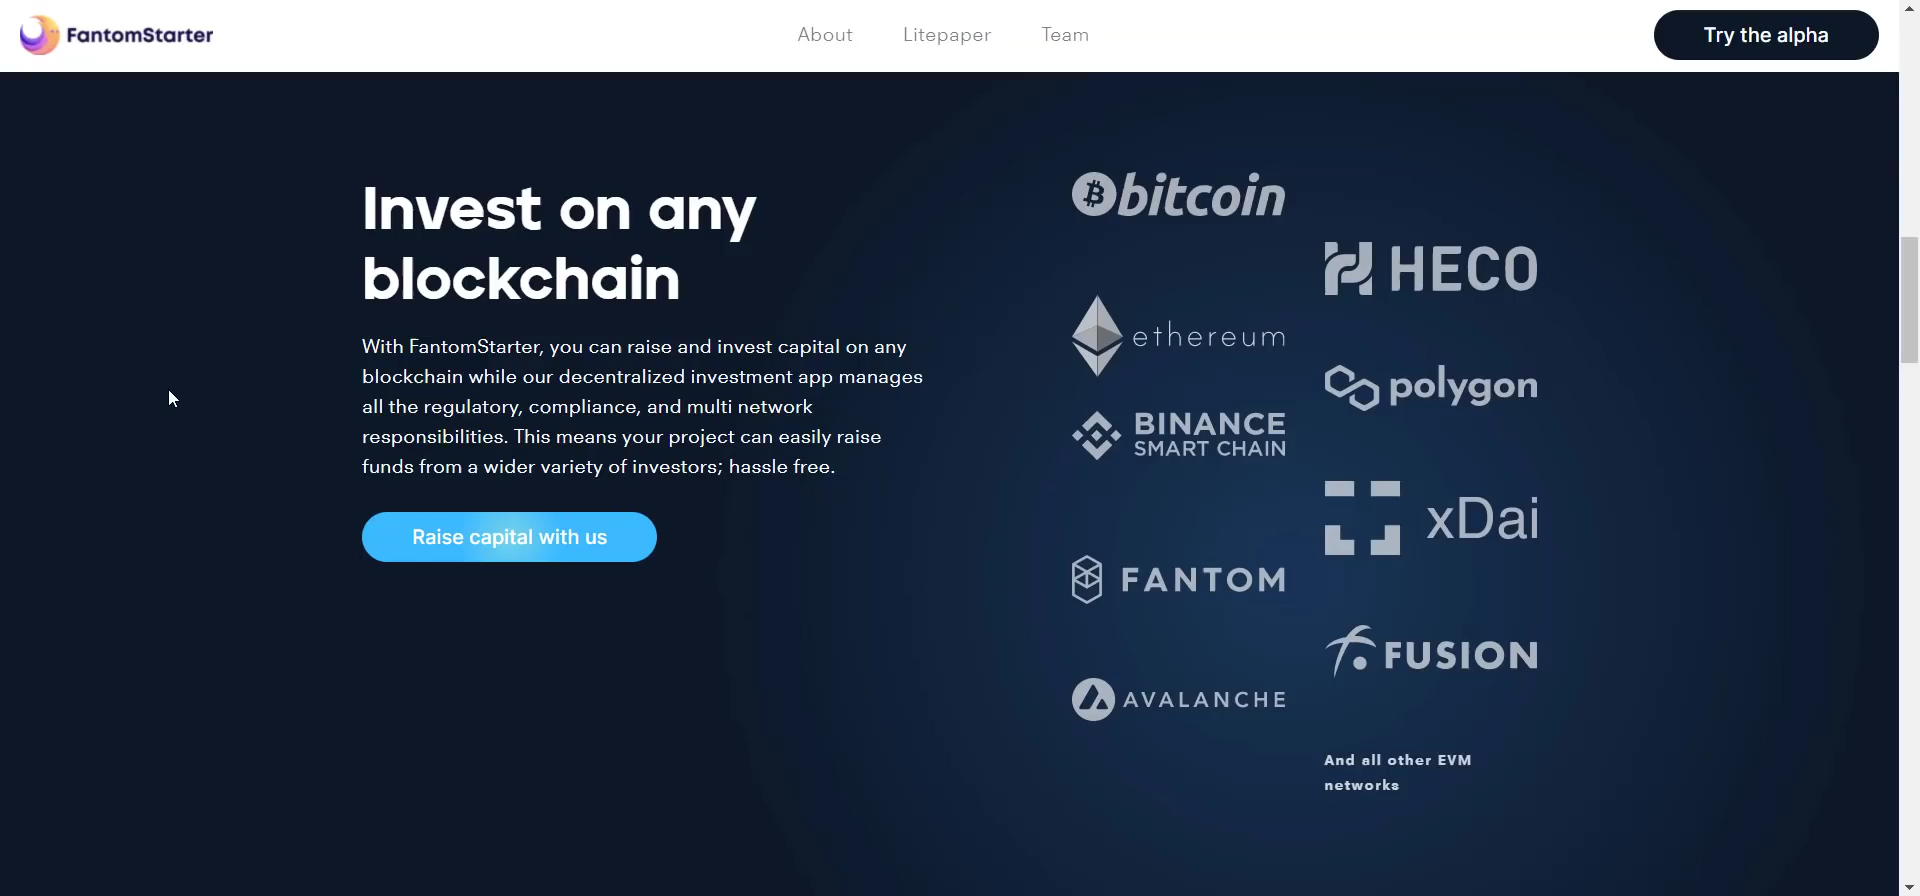 FantomStarter
About
Litepaper
Team
Try the alpha
Invest on any
blockchain
With FantomStarter, you can raise and invest capital on any
blockchain while our decentralized investment app manages
all the regulatory, compliance, and multi network
responsibilities. This means your project can easily raise
funds from a wider variety of investors; hassle free.
Raise capital with us
bitcoin
ethereum
BINANCE
SMART CHAIN
FANTOM
AVALANCHE
HECO
polygon
xDai
FUSION
And all other EVM
networks